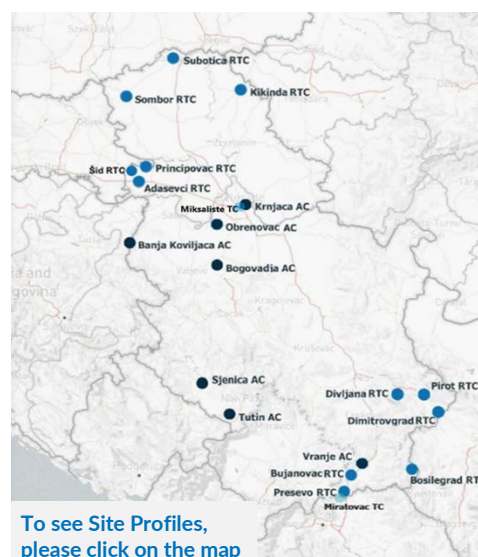 Subotica RTC
Kikinda RTC
Sombor RTC
Principovac RTC
Šid RTC
Adasevci RTC
Miksaliste TC
Krnjaca AC
Obrenovac AC
Banja Koviljaca AC
Bogovadja AC
Kragujevac
Sjenica AC
Tutin AC
Divljana RTC
Pirot RTC
Dimitrovgrad RTC
Vranje AC
Bujanovac RTC
Bosilegrad RT
Presevo RTC
Miratovac TC
To see Site Profiles,
please click on the map